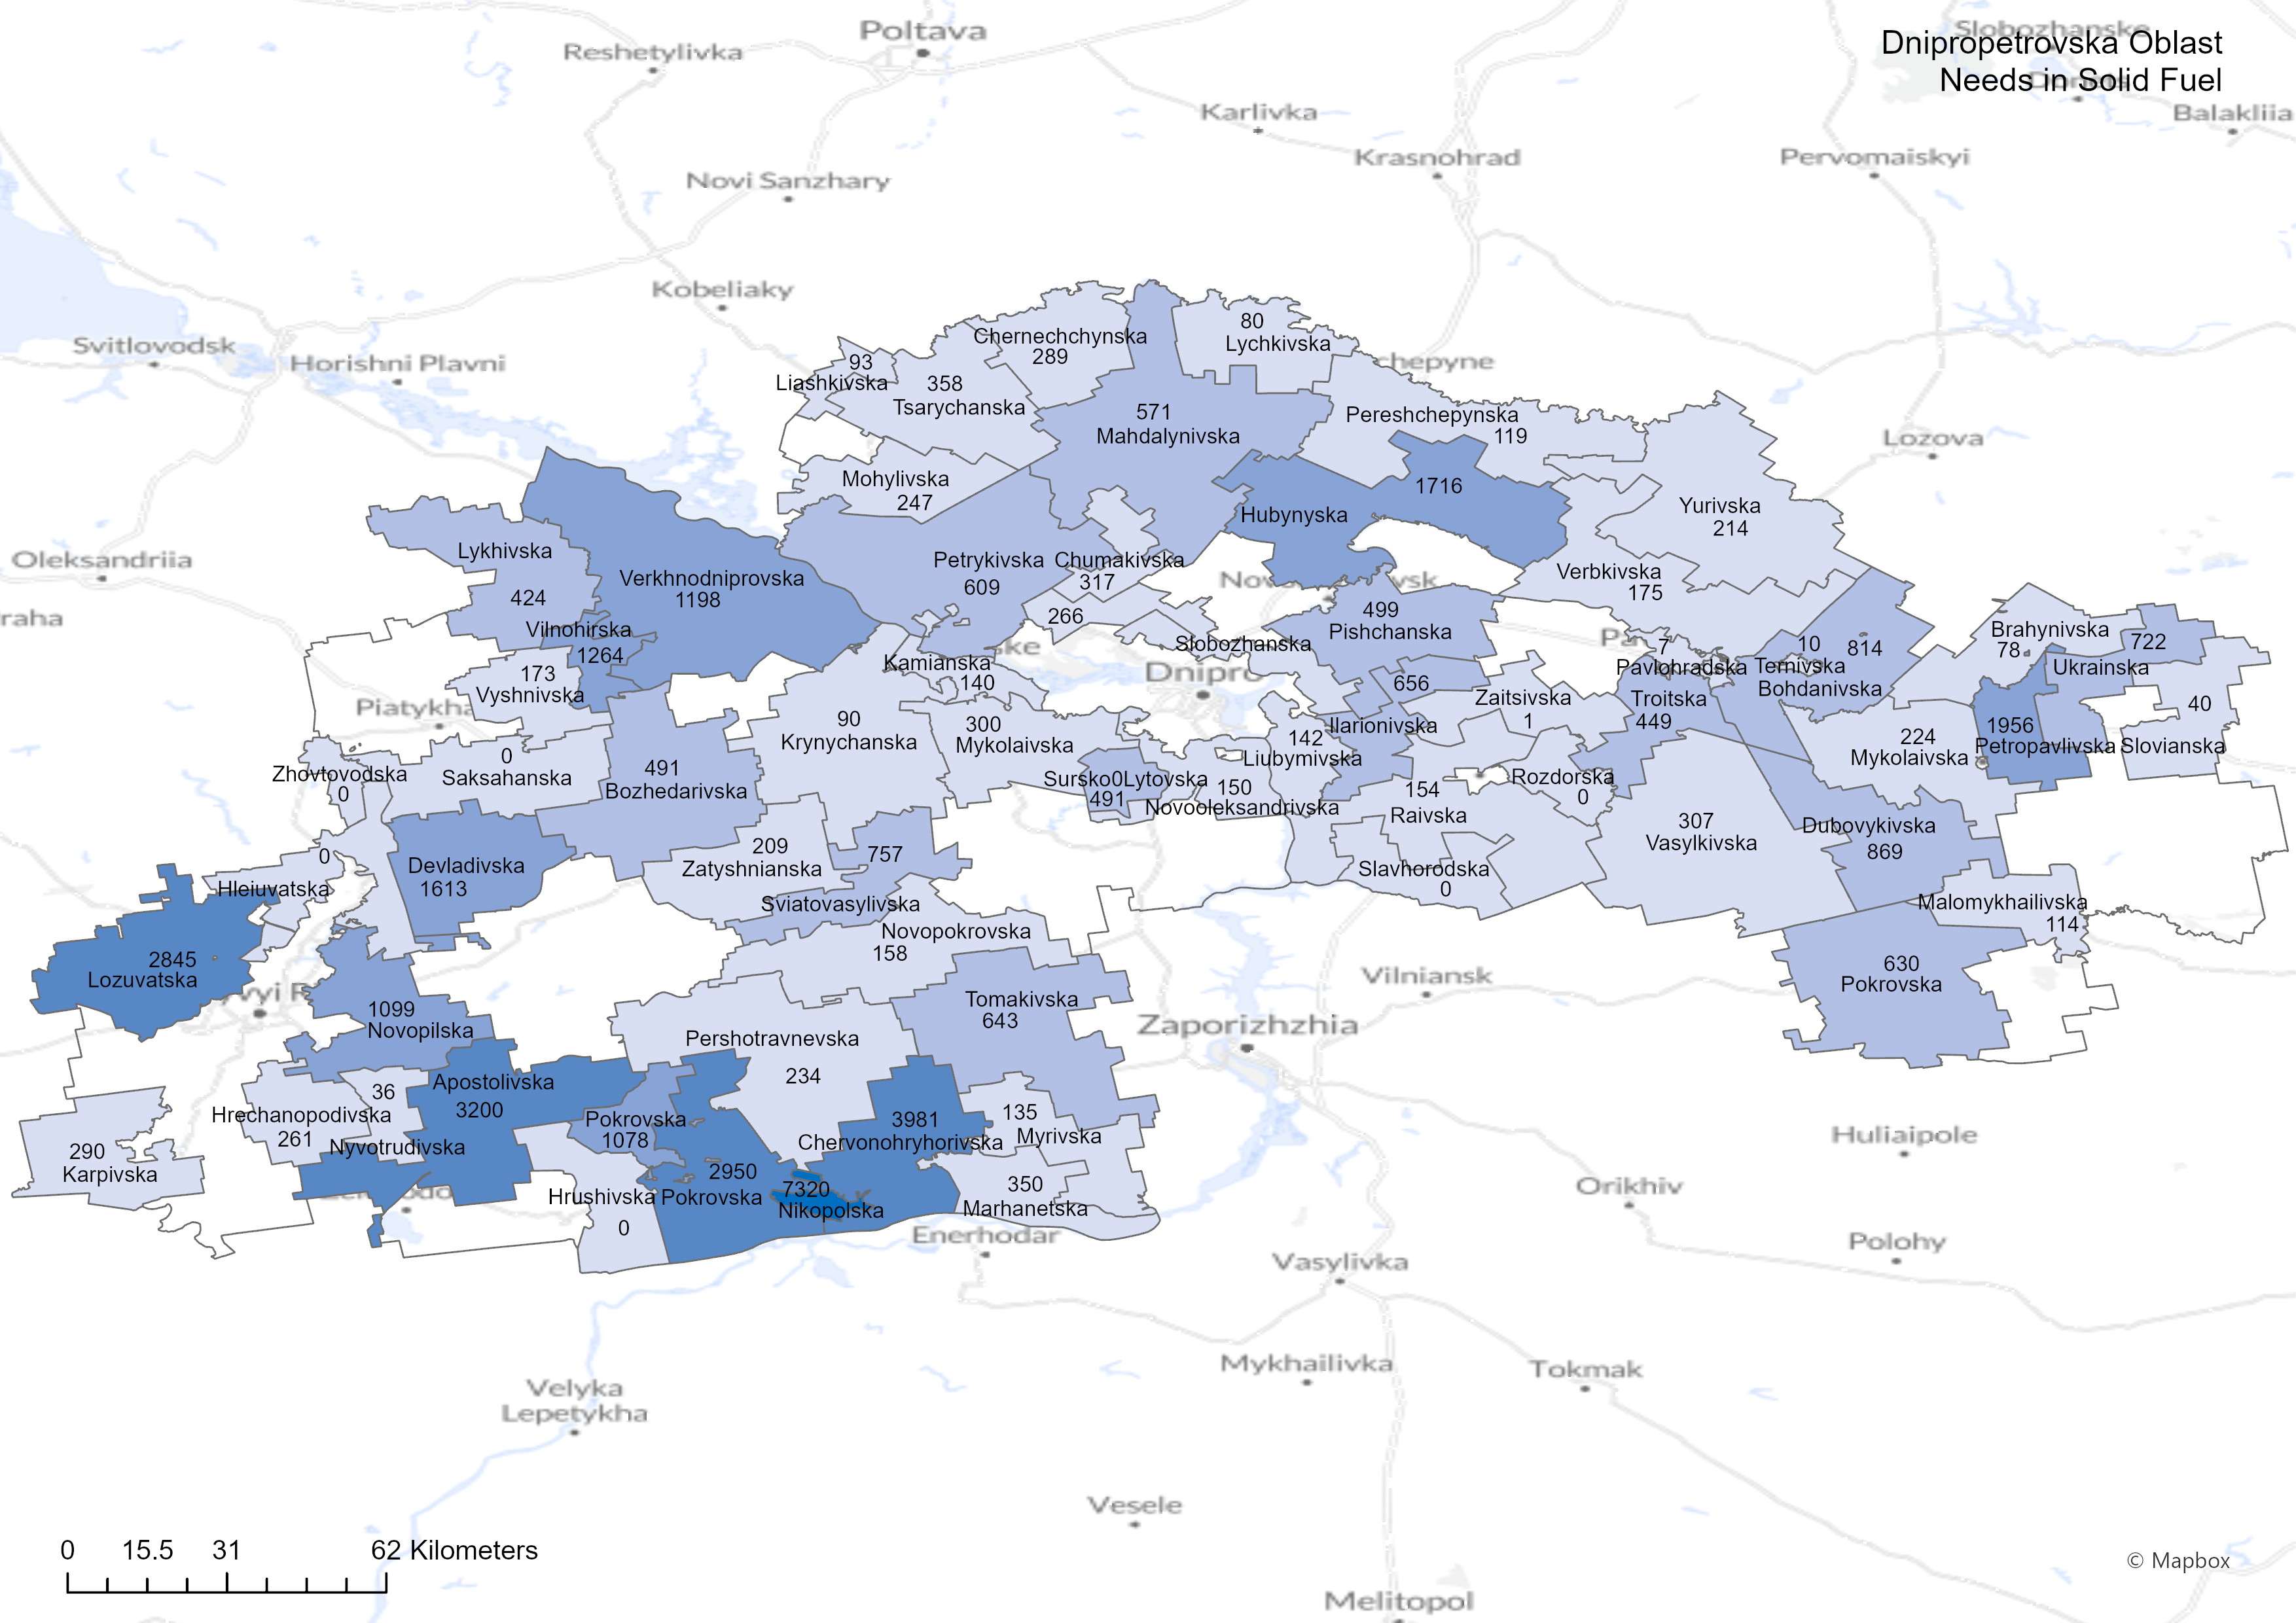 Dnipropetrovska Oblast
Needs in Solid Fuel
Slobozhanske
Balakliia
Poltava
Reshetylivka
Karlivka
Krasnohrad
Pervomaiskyi
Novi Sanzhary
Kobeliaky
Svitlovodsk
Horishni Plavni
chepyne
Lozova
Oleksandriia
raha
Chernechchynska
289
80
Lychkivska
93
Liashkivska
358
Tsarychanska
571
Mahdalynivska
Pereshchepynska
119
Mohylivska
247
1716
Hubynyska
Yurivska
214
Lykhivska
424
Verkhnodniprovska
1198
Petrykivska
609
Chumakivska
317
266
Verbkivska
175
499
Pishchanska
Vilnohirska
1264
Slobozhanska
Dnipro
Kamianska
140
173
Vyshnivska
Piatykha
656
Zaitsivska
1
7
Pavlohradska
Troitska
449
10
Ternivska
814
Bohdanivska
Brahynivska
78
722
Ukrainska
40
Slovianska
1956
Petropavlivska
224
Mykolaivska
90
Krynychanska
300
Mykolaivska
142
Liubymivska
Ilarionivska
0
Saksahanska
Zhovtovodska
0
491
Bozhedarivska
Sursko0Lytovska
491
150
Novooleksandrivska
154
Raivska
Rozdorska
0
307
Vasylkivska
Dubovykivska
869
0
Hleiuvatska
Devladivska
1613
209
Zatyshnianska
757
Sviatovasylivska
Slavhorodska
0
Malomykhailivska
114
2845
Lozuvatska
Novopokrovska
158
630
Pokrovska
1099
Novopilska
Tomakivska
643
Vilniansk
Zaporizhzhia
Pershotravnevska
234
Apostolivska
3200
36
Hrechanopodivska
261
Nyvotrudivska
Pokrovska
1078
3981
Chervonohryhorivska
135
Myrivska
290
Karpivska
2950
Pokrovska
7320
Nikopolska
350
Marhanetska
Hrushivska
0
Huliaipole
Orikhiv
Enerhodar
Vasylivka
Polohy
Mykhailivka
Tokmak
Velyka
Lepetykha
Vesele
Melitopol
0 15.5 31 62 Kilometers
© Mapbox